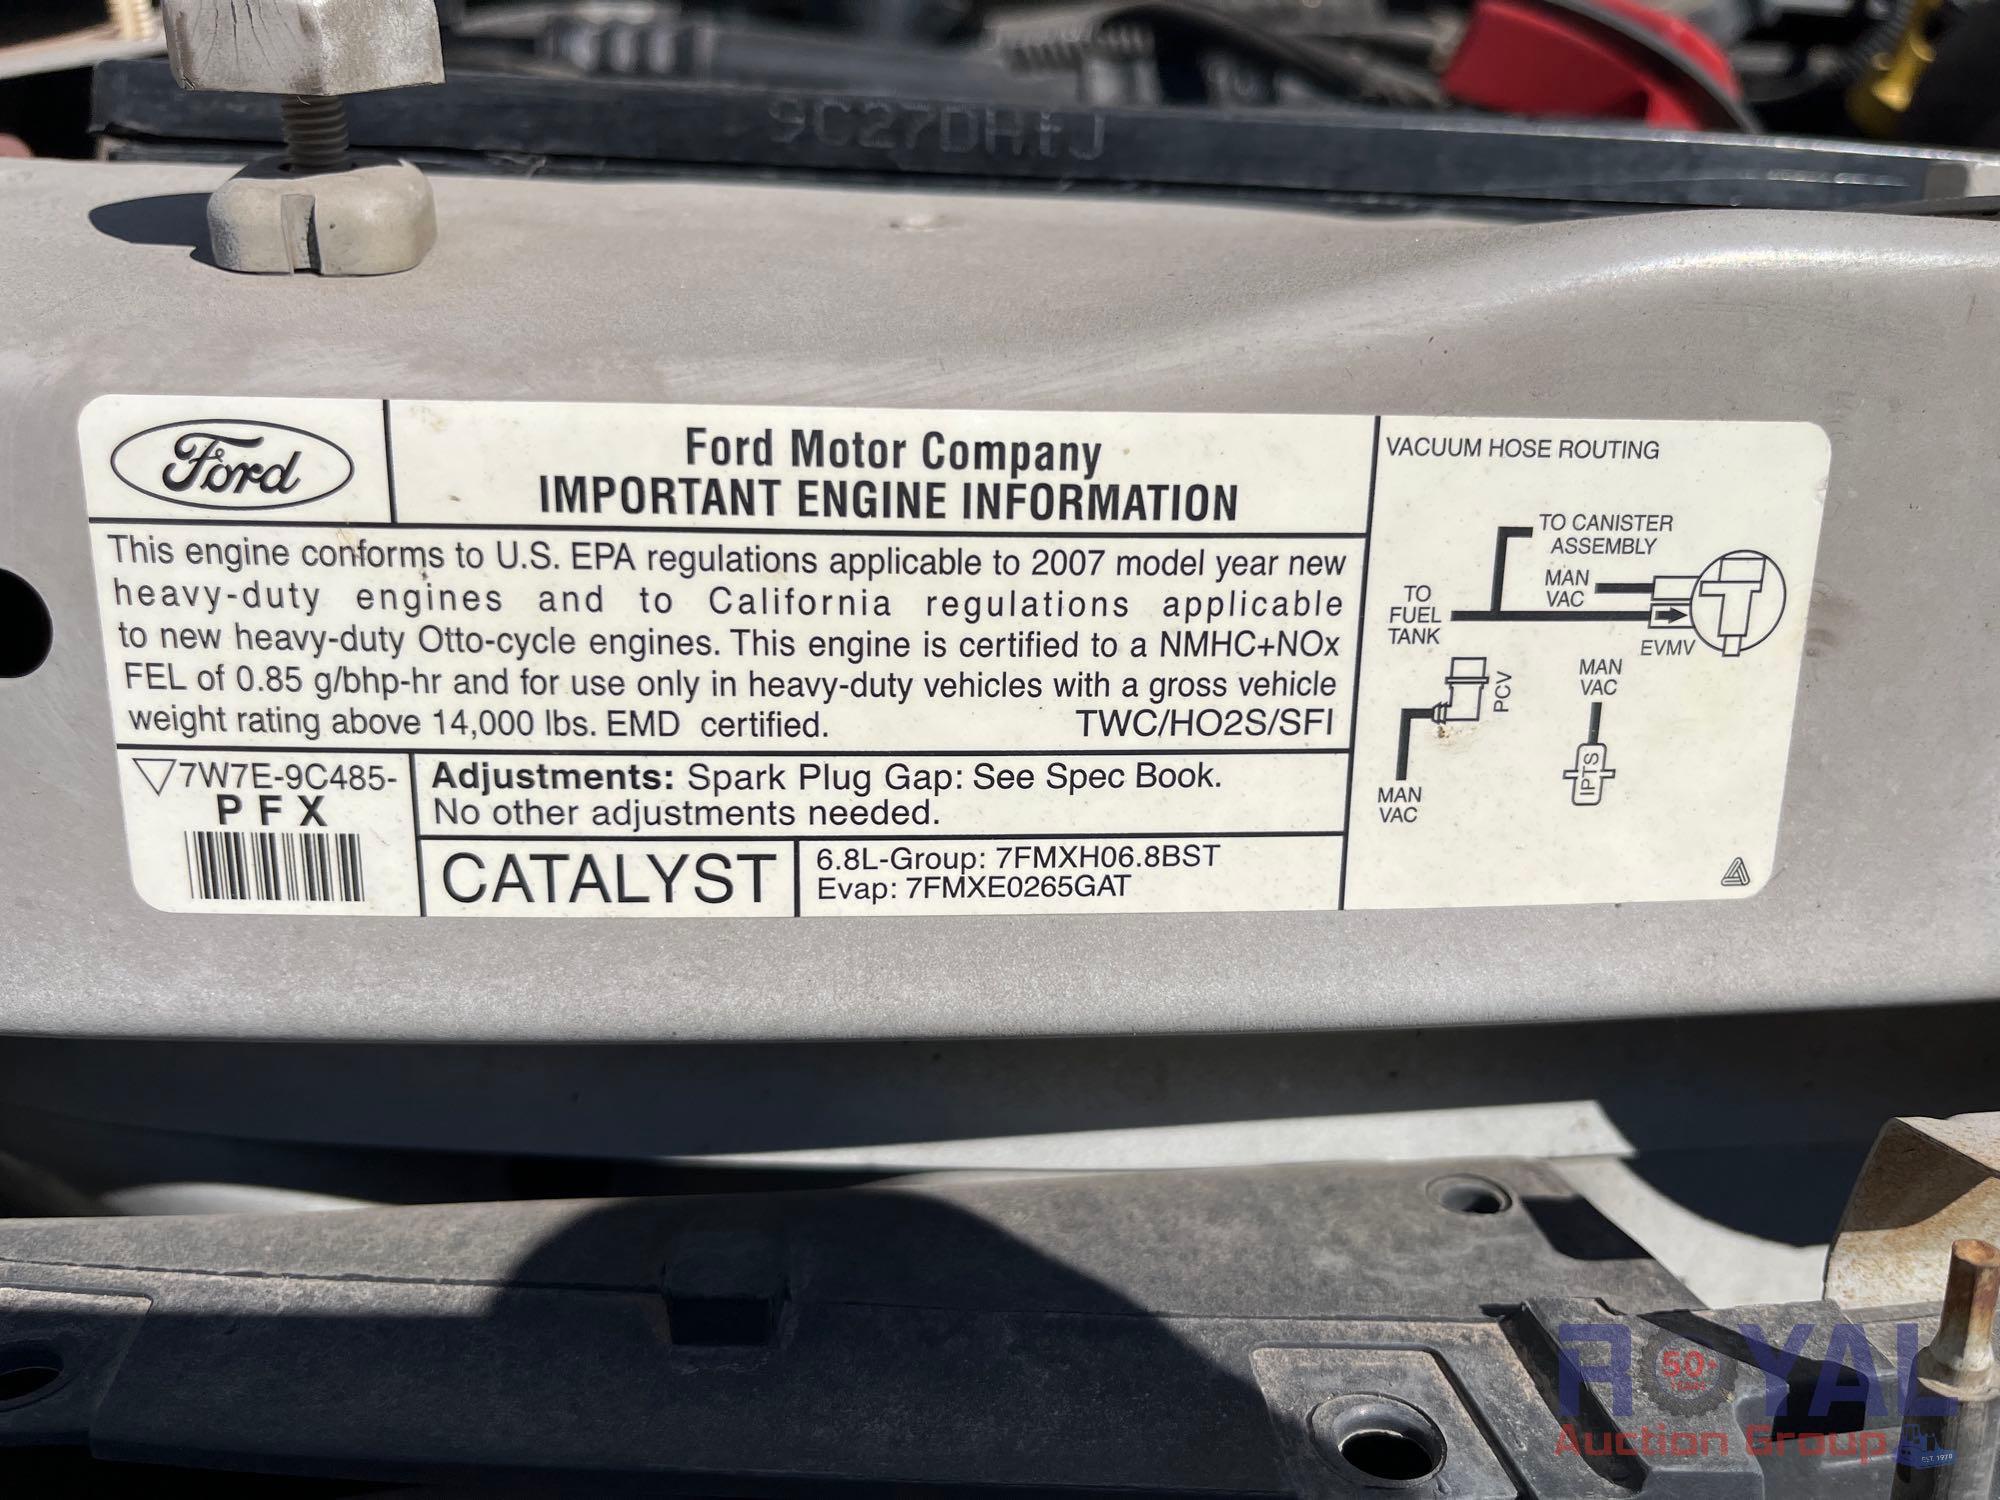 9C27DH
Ford
Ford Motor Company
IMPORTANT ENGINE INFORMATION
This engine conforms to U.S. EPA regulations applicable to 2007 model year new
heavy-duty engines and to California regulations applicable
to new heavy-duty Otto-cycle engines. This engine is certified to a NMHC+NOx
FEL of 0.85 g/bhp-hr and for use only in heavy-duty vehicles with a gross vehicle
weight rating above 14,000 lbs. EMD certified. TWC/HO2S/SFI
7W7E-9C485-
PFX
Adjustments: Spark Plug Gap: See Spec Book.
No other adjustments needed.
CATALYST
6.8L-Group: 7FMXH06.8BST
Evap: 7FMXE0265GAT
VACUUM HOSE ROUTING
TO CANISTER
ASSEMBLY
MAN
VAC
TO
FUEL
TANK
EVMV
PCV
MAN
VAC
IPTS
MAN
VAC
ROYAL
50+
YEARS
Auction Group
EST. 1970